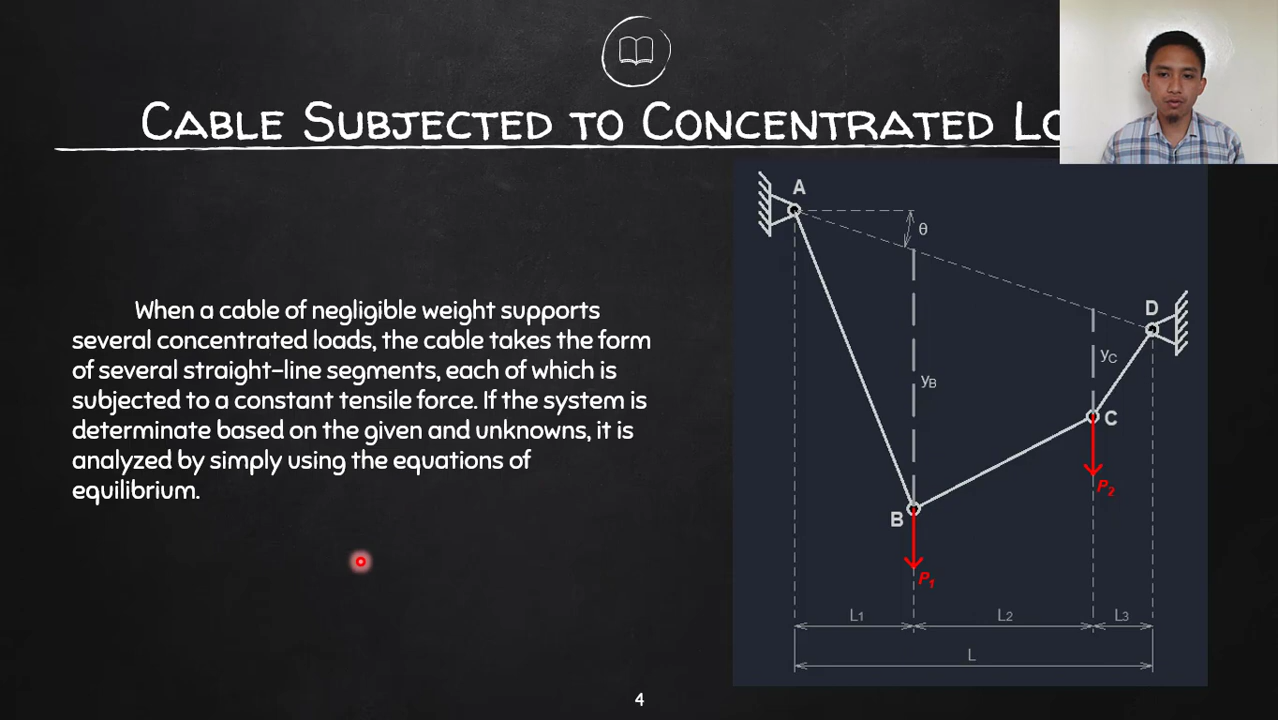 CABLE SUBJECTED TO CONCENTRATED
When a cable of negligible weight supports
several concentrated loads, the cable takes the form
of several straight-line segments, each of which is
subjected to a constant tensile force. If the system is
determinate based on the given and unknowns, it is
analyzed by simply using the equations of
equilibrium.
A
θ
D
yC
yB
C
P2
B
P1
L1 L2 L3
L
4